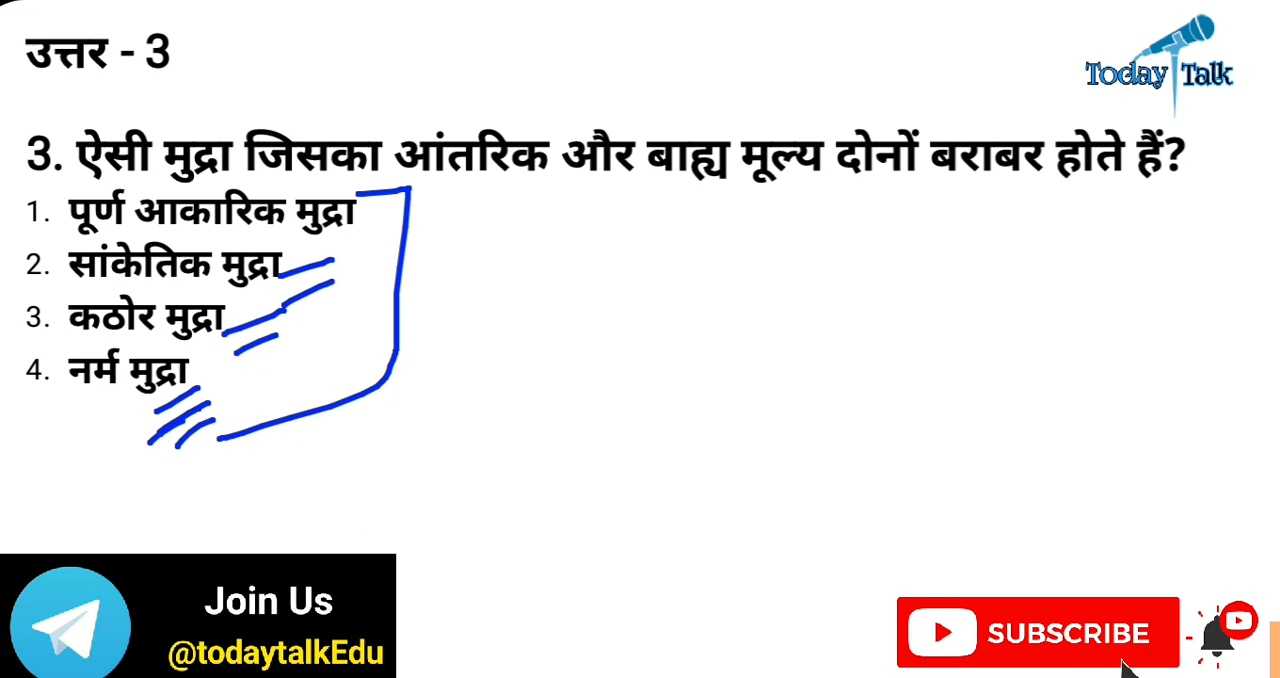 उत्तर - 3
Today Talk
3. ऐसी मुद्रा जिसका आंतरिक और बाह्य मूल्य दोनों बराबर होते हैं?
1. पूर्ण आकारिक मुद्रा
2. सांकेतिक मुद्रा
3. कठोर मुद्रा
4. नर्म मुद्रा
Join Us
@todaytalkEdu
SUBSCRIBE